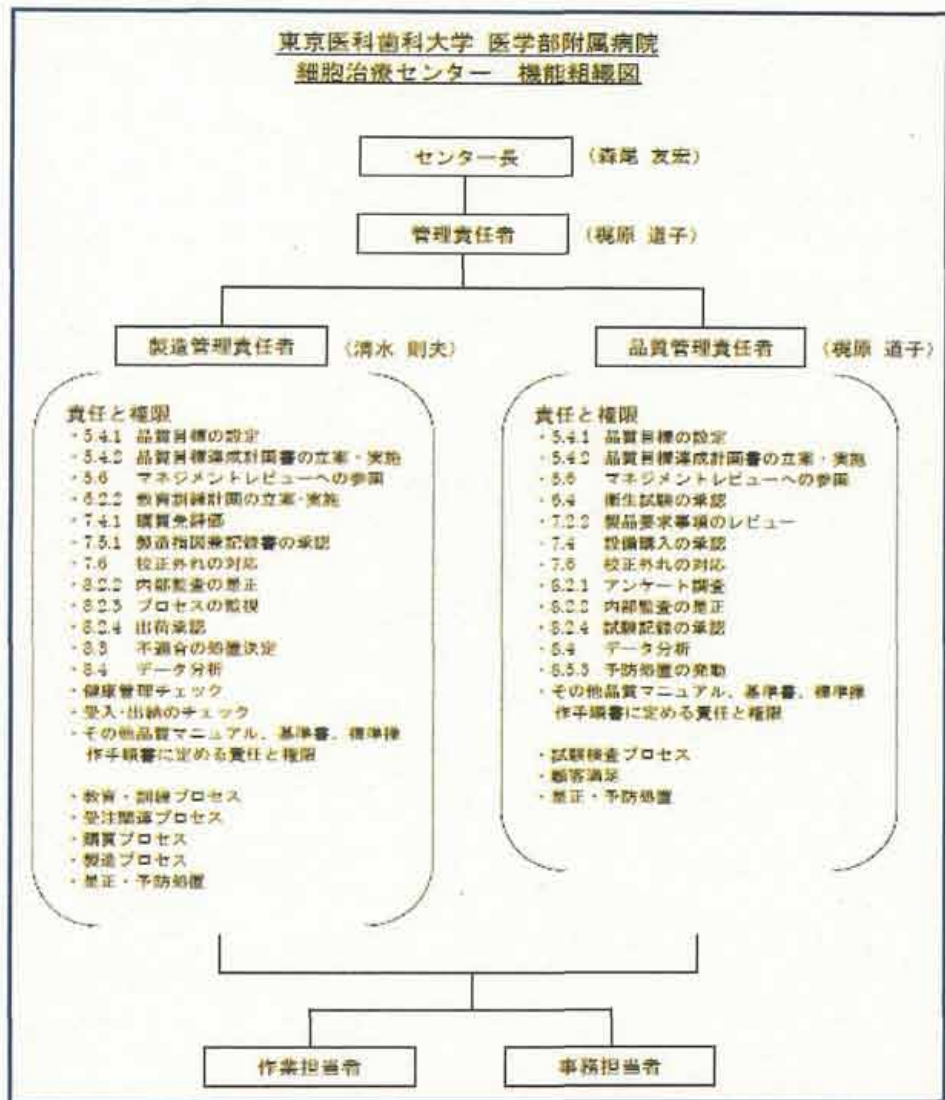 東京医科歯科大学 医学部附属病院
細胞治療センター 機能組織図
センター長 (森尾 友宏)
管理責任者 (梶原 道子)
製造管理責任者 (清水 則夫)
責任と権限
・5.4.1 品質目標の設定
・5.4.2 品質目標達成計画書の立案・実施
・5.6 マネジメントレビューへの参画
・6.2.2 教育訓練計画の立案・実施
・7.4.1 購買先評価
・7.5.1 製造指図兼記録書の承認
・7.6 校正外れの対応
・8.2.2 内部監査の是正
・8.2.3 プロセスの監視
・8.2.4 出荷承認
・8.3 不適合の処置決定
・8.4 データ分析
・健康管理チェック
・受入・出納のチェック
・その他品質マニュアル、基準書、標準操
作手順書に定める責任と権限
・教育・訓練プロセス
・受注関連プロセス
・購買プロセス
・製造プロセス
・是正・予防処置
品質管理責任者 (梶原 道子)
責任と権限
・5.4.1 品質目標の設定
・5.4.2 品質目標達成計画書の立案・実施
・5.6 マネジメントレビューへの参画
・6.4 衛生試験の承認
・7.2.2 製品要求事項のレビュー
・7.4 設備購入の承認
・7.6 校正外れの対応
・8.2.1 アンケート調査
・8.2.2 内部監査の是正
・8.2.4 試験記録の承認
・8.4 データ分析
・8.5.3 予防処置の発動
・その他品質マニュアル、基準書、標準操
作手順書に定める責任と権限
・試験検査プロセス
・顧客満足
・是正・予防処置
作業担当者
事務担当者